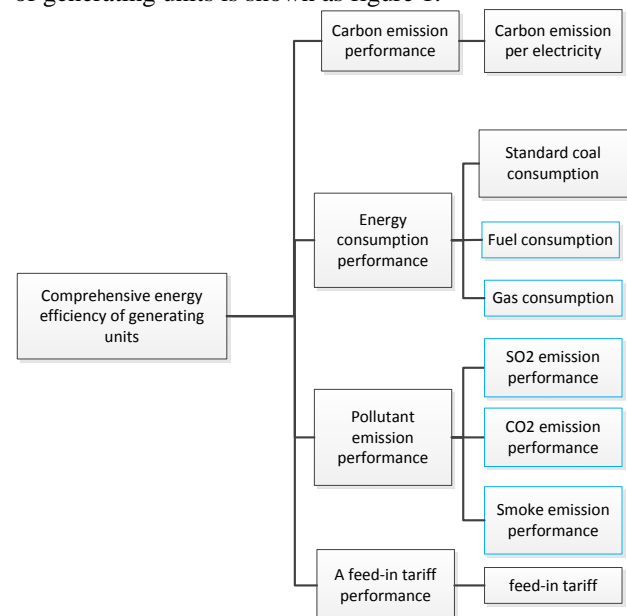 of generating units is shown as figure 1.
Carbon emission
performance
Carbon emission
per electricity
Standard coal
consumption
Energy
consumption
performance
Fuel consumption
Gas consumption
Comprehensive energy
efficiency of generating
units
SO2 emission
performance
Pollutant
emission
performance
CO2 emission
performance
Smoke emission
performance
A feed-in tariff
performance
feed-in tariff